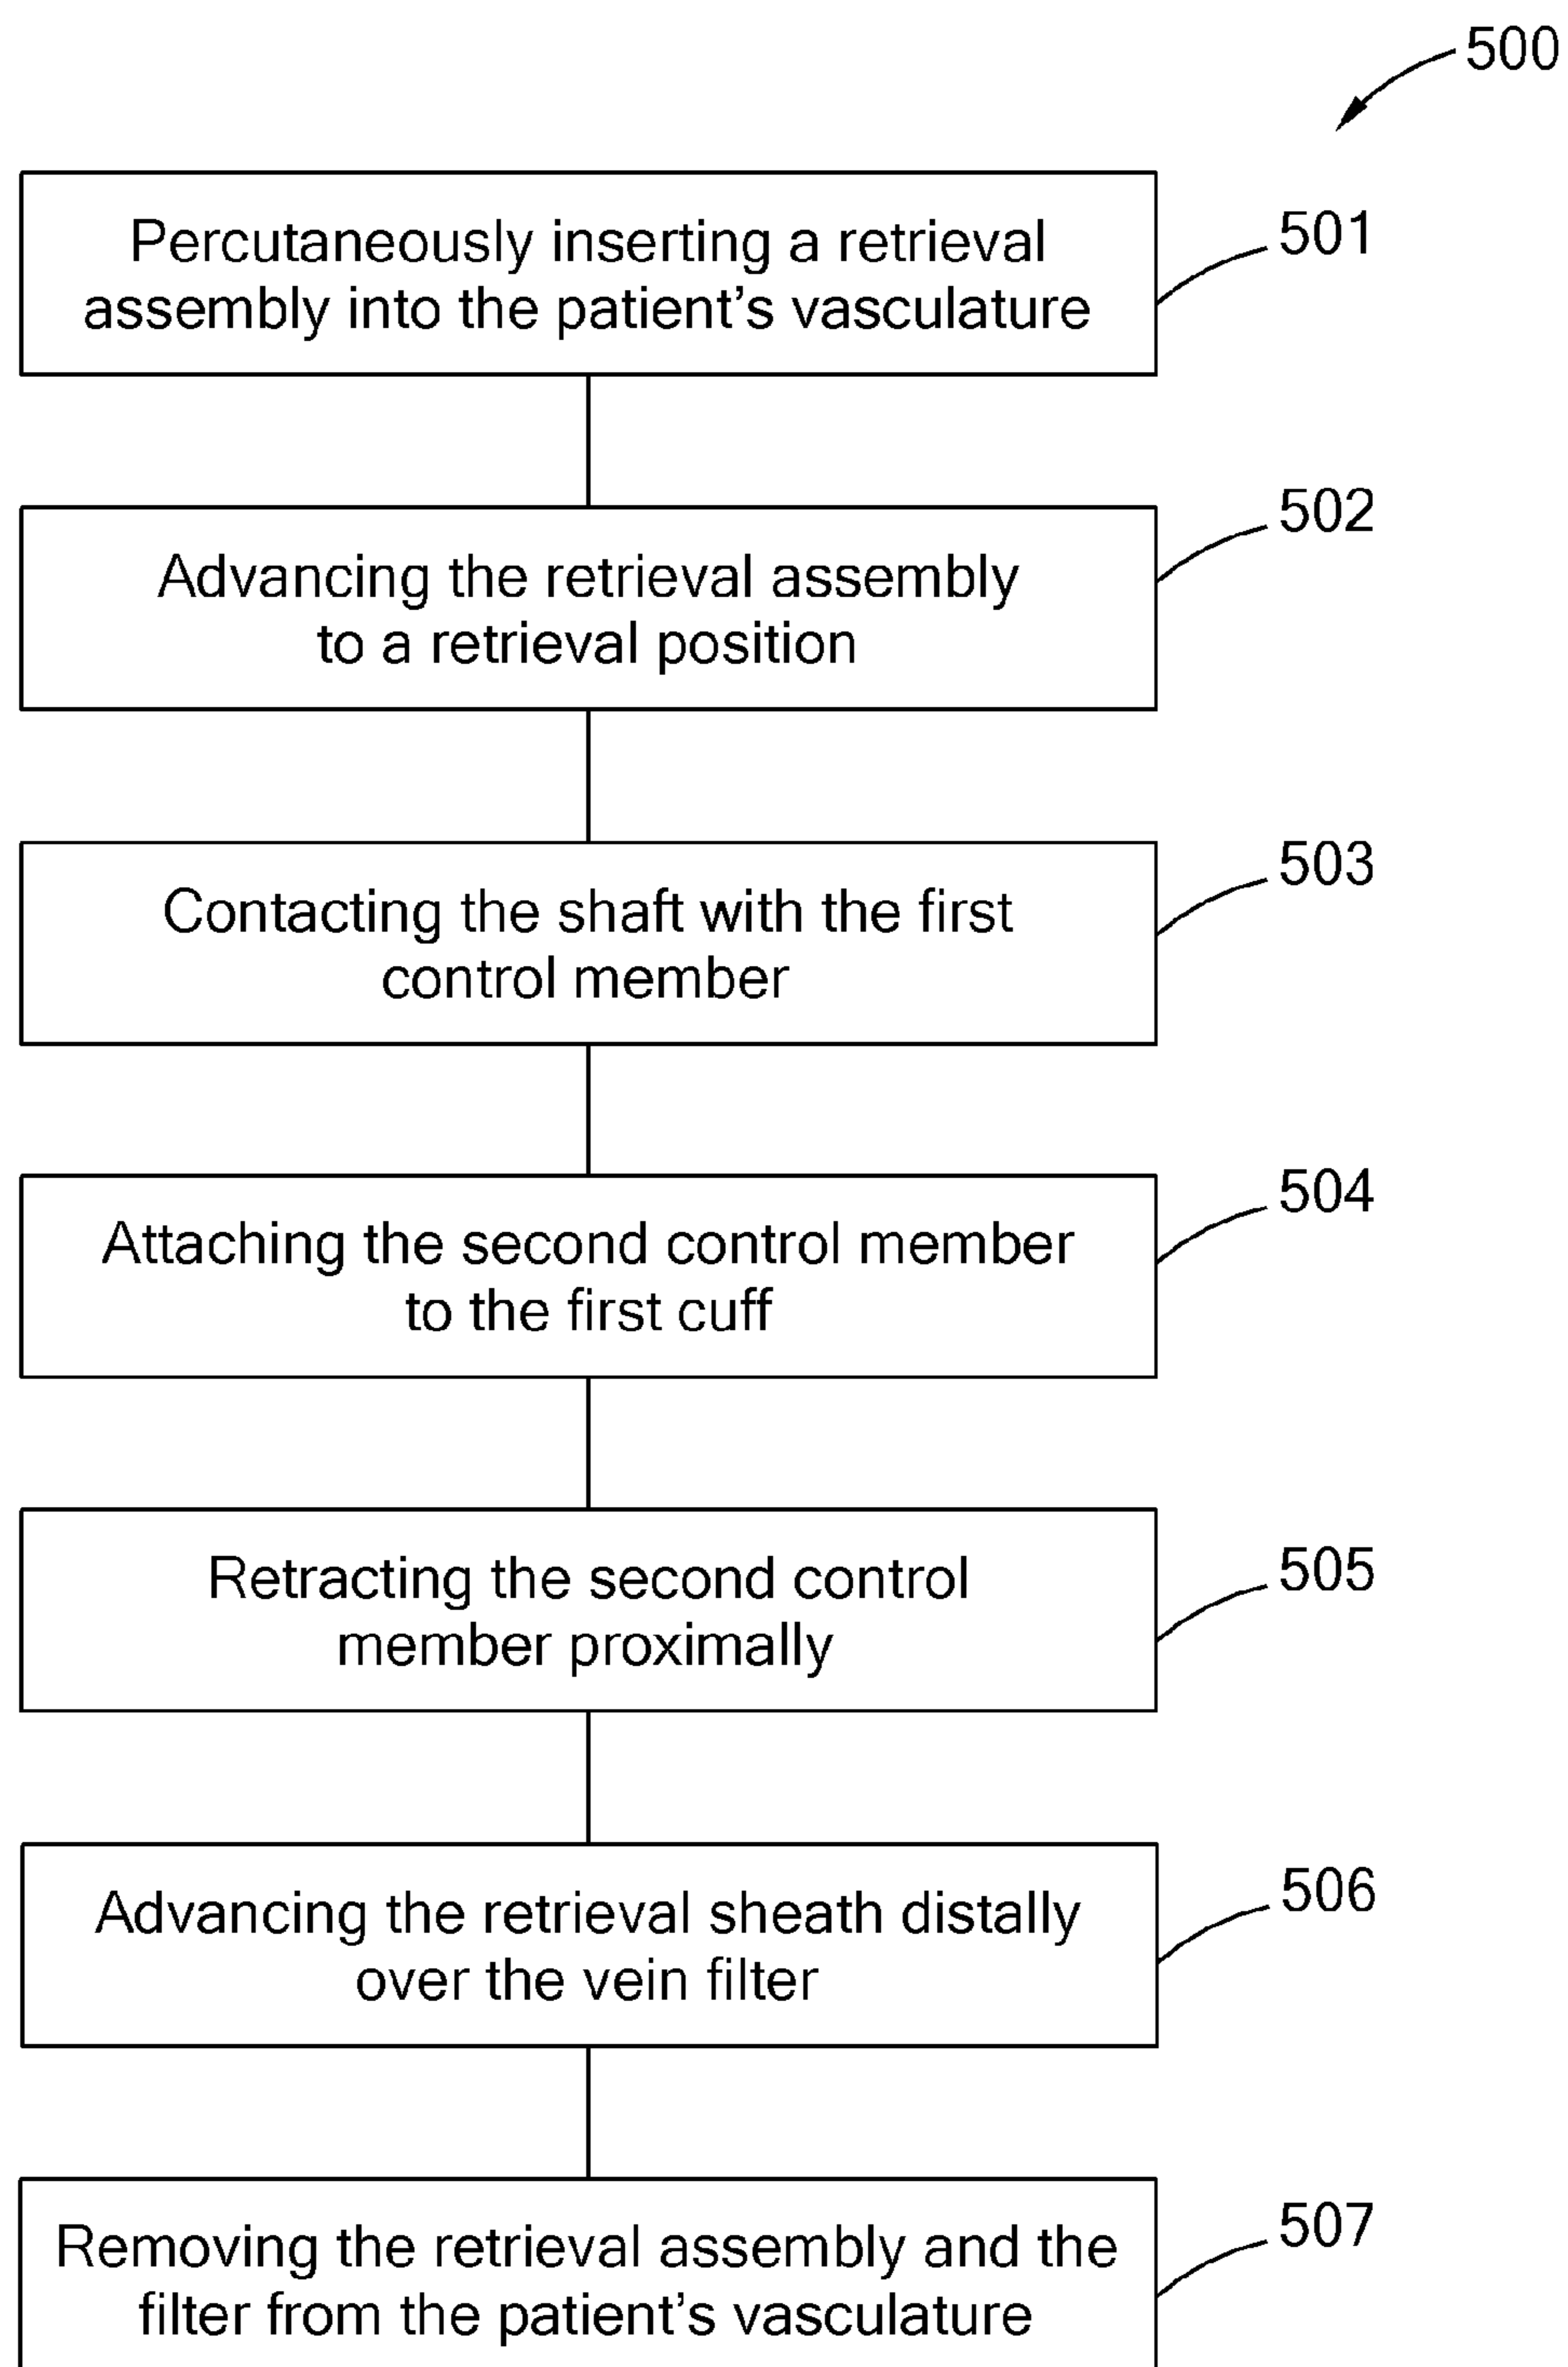 500
Percutaneously inserting a retrieval
assembly into the patient’s vasculature
501
Advancing the retrieval assembly
to a retrieval position
502
Contacting the shaft with the first
control member
503
Attaching the second control member
to the first cuff
504
Retracting the second control
member proximally
505
Advancing the retrieval sheath distally
over the vein filter
506
Removing the retrieval assembly and the
filter from the patient’s vasculature
507